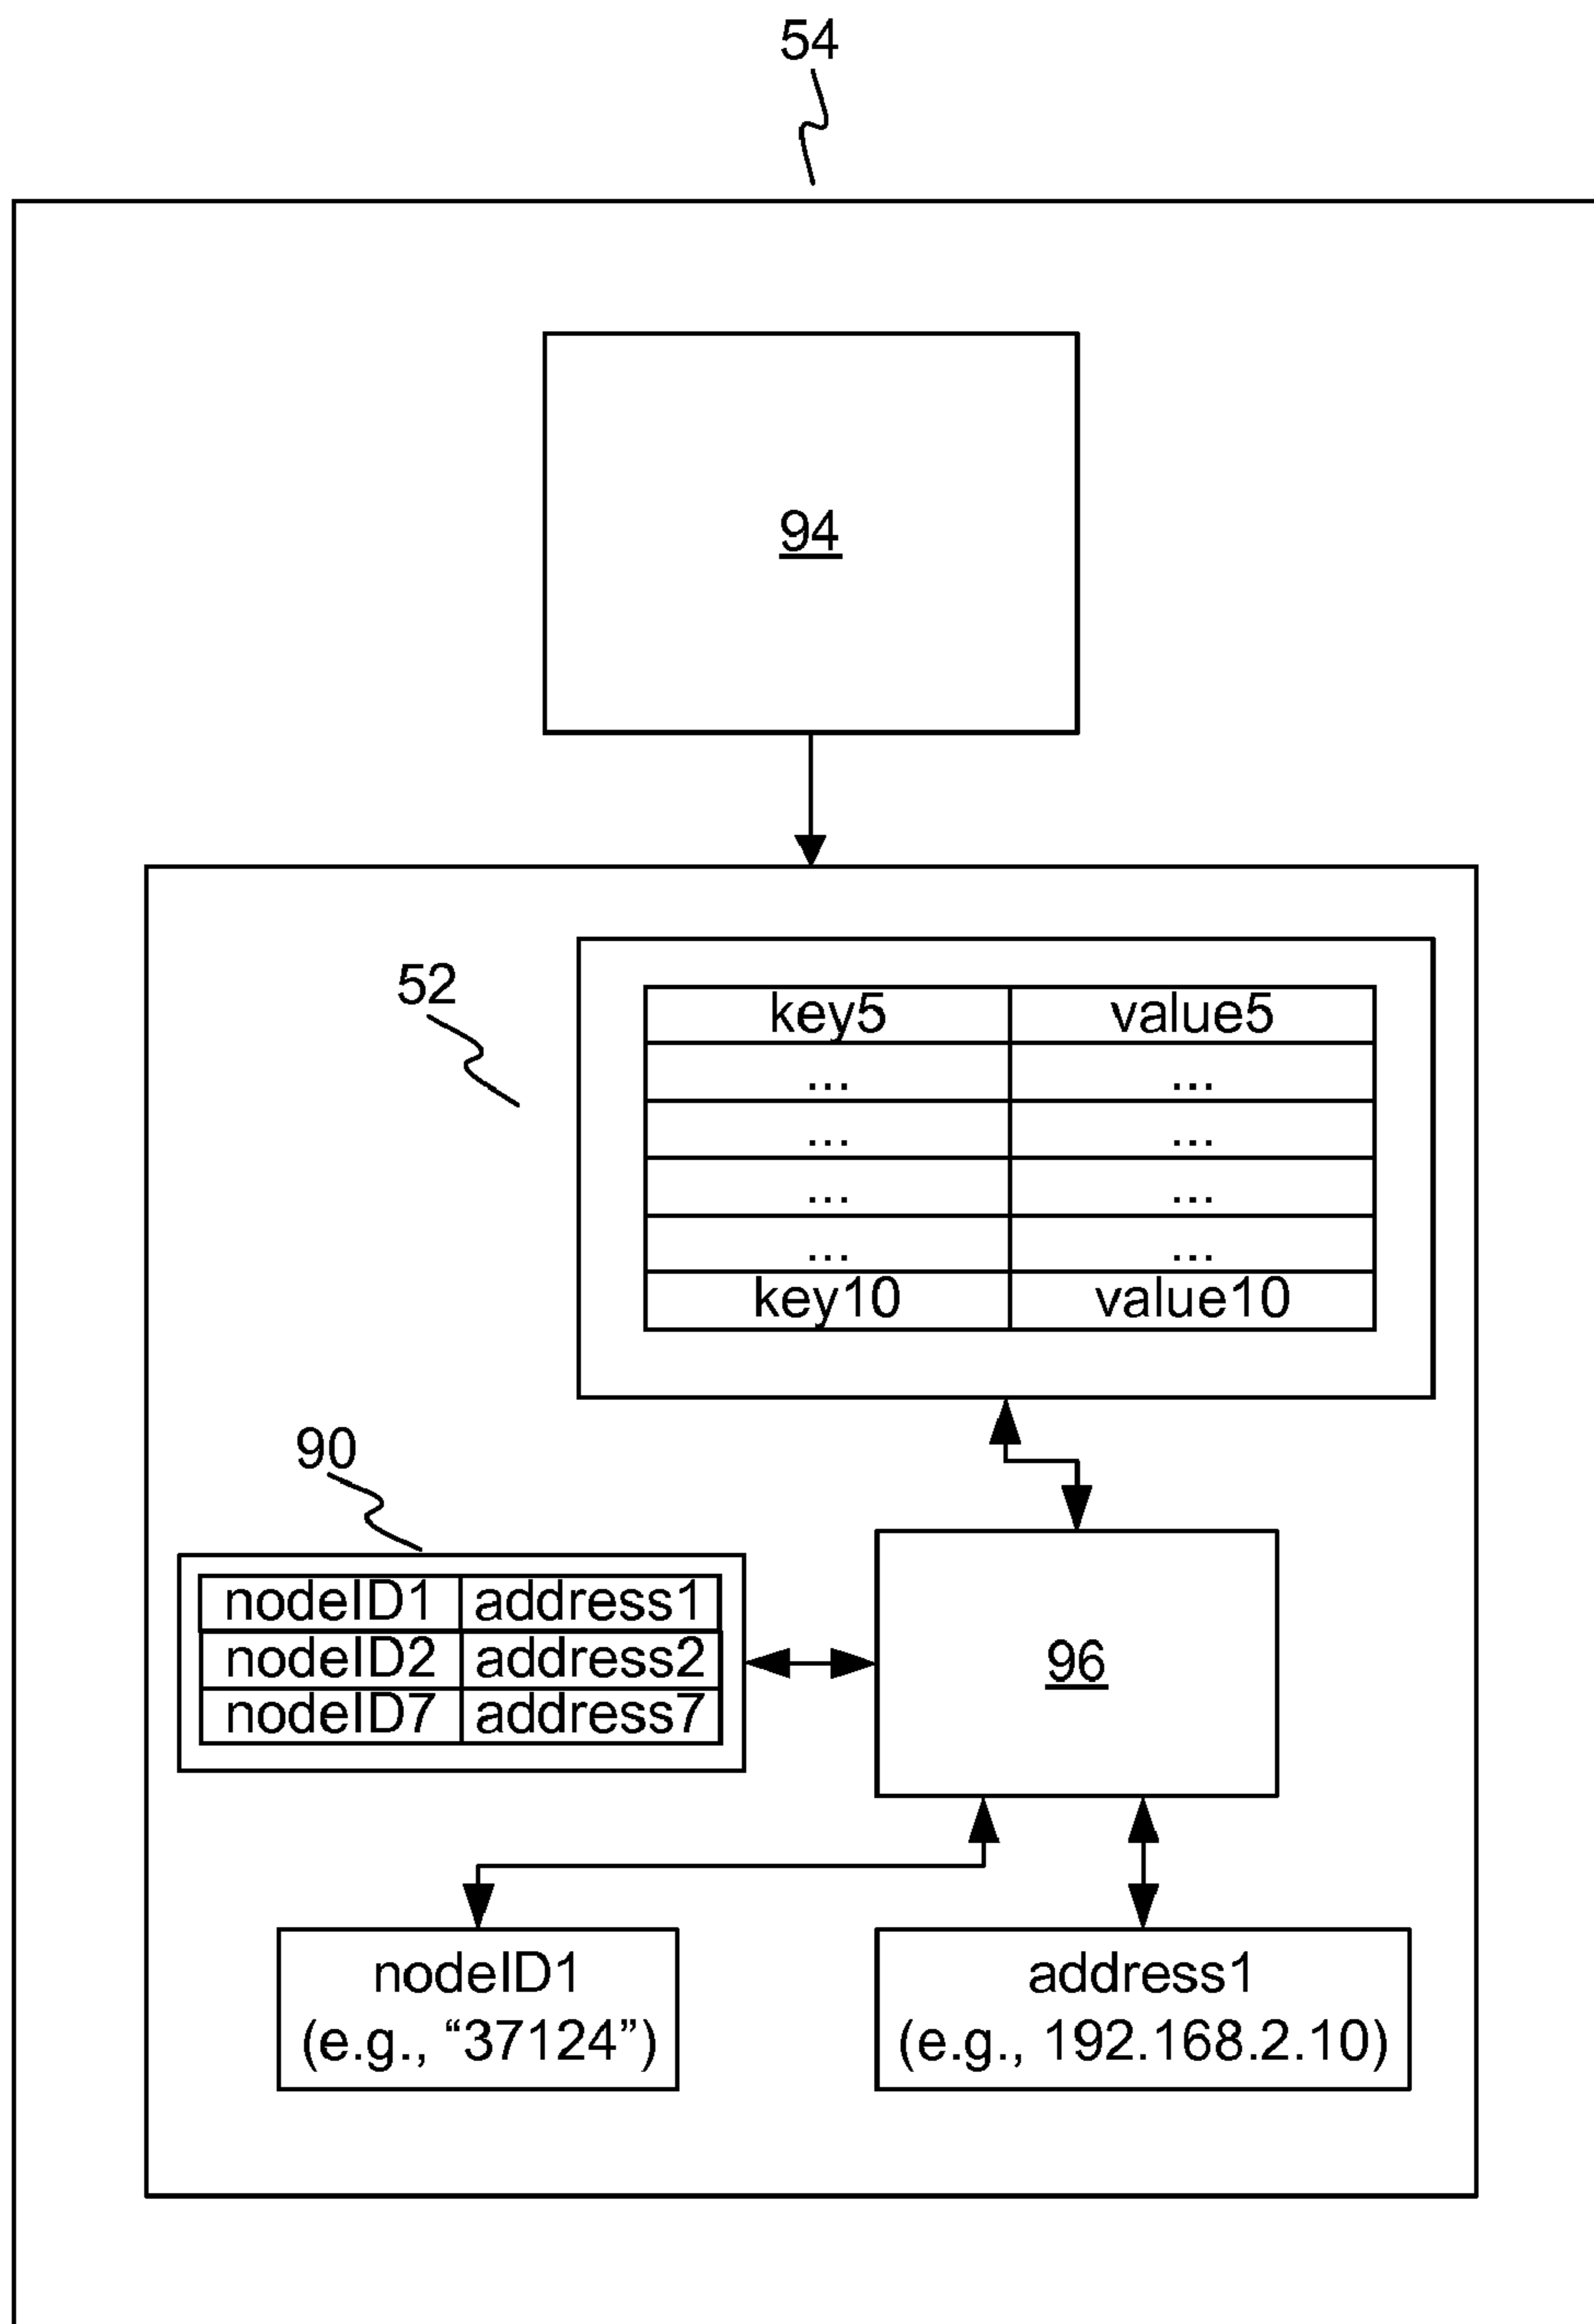 54
94
52
key5 value5
... ...
... ...
... ...
... ...
key10 value10
90
nodeID1 address1
nodeID2 address2
nodeID7 address7
96
nodeID1
(e.g., “37124”)
address1
(e.g., 192.168.2.10)